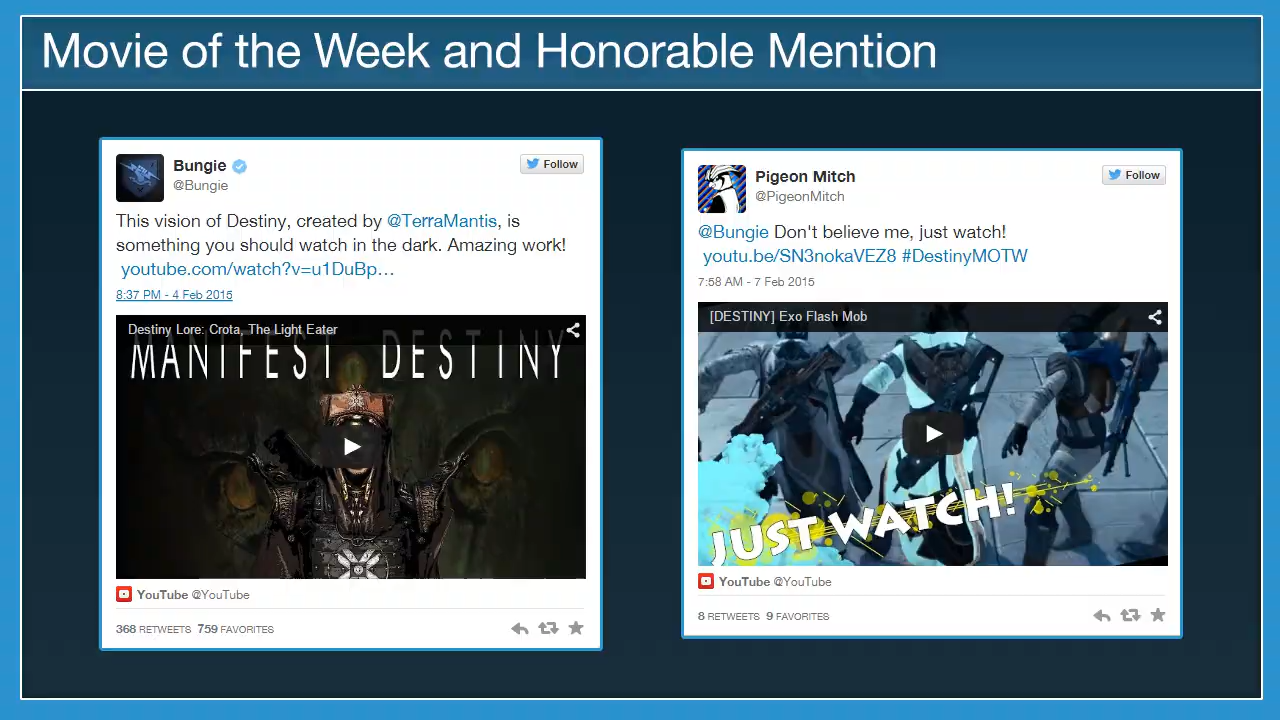 Movie of the Week and Honorable Mention
Bungie
@Bungie
Follow
This vision of Destiny, created by @TerraMantis, is
something you should watch in the dark. Amazing work!
youtube.com/watch?v=u1DuBp…
8:37 PM - 4 Feb 2015
Destiny Lore: Crota, The Light Eater
MANIFEST DESTINY
YouTube @YouTube
368 RETWEETS 759 FAVORITES
Pigeon Mitch
@PigeonMitch
Follow
@Bungie Don't believe me, just watch!
youtu.be/SN3nokaVEZ8 #DestinyMOTW
7:58 AM - 7 Feb 2015
[DESTINY] Exo Flash Mob
JUST WATCH!
YouTube @YouTube
8 RETWEETS 9 FAVORITES